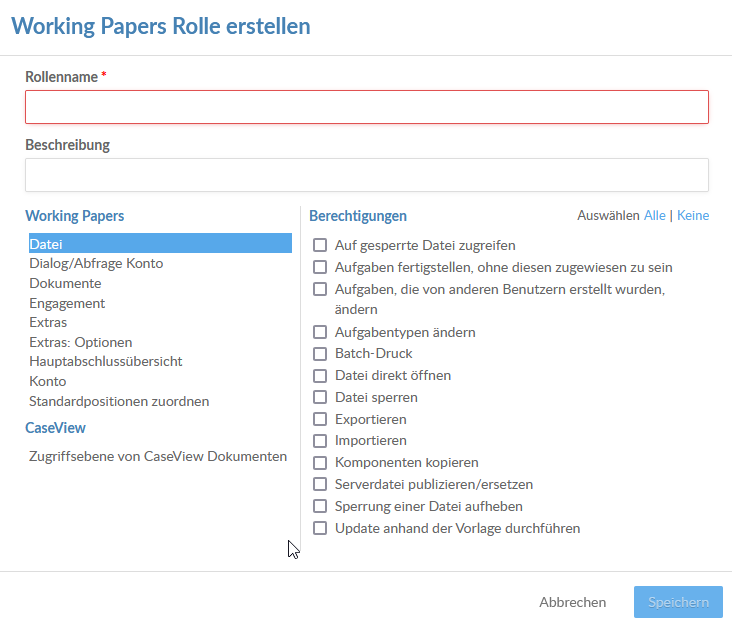 Working Papers Rolle erstellen
Rollenname *
Beschreibung
Working Papers
Datei
Dialog/Abfrage Konto
Dokumente
Engagement
Extras
Extras: Optionen
Hauptabschlussübersicht
Konto
Standardpositionen zuordnen
CaseView
Zugriffsebene von CaseView Dokumenten
Berechtigungen
Auswählen Alle | Keine
Auf gesperrte Datei zugreifen
Aufgaben fertigstellen, ohne diesen zugewiesen zu sein
Aufgaben, die von anderen Benutzern erstellt wurden,
ändern
Aufgabentypen ändern
Batch-Druck
Datei direkt öffnen
Datei sperren
Exportieren
Importieren
Komponenten kopieren
Serverdatei publizieren/ersetzen
Sperrung einer Datei aufheben
Update anhand der Vorlage durchführen
Abbrechen
Speichern